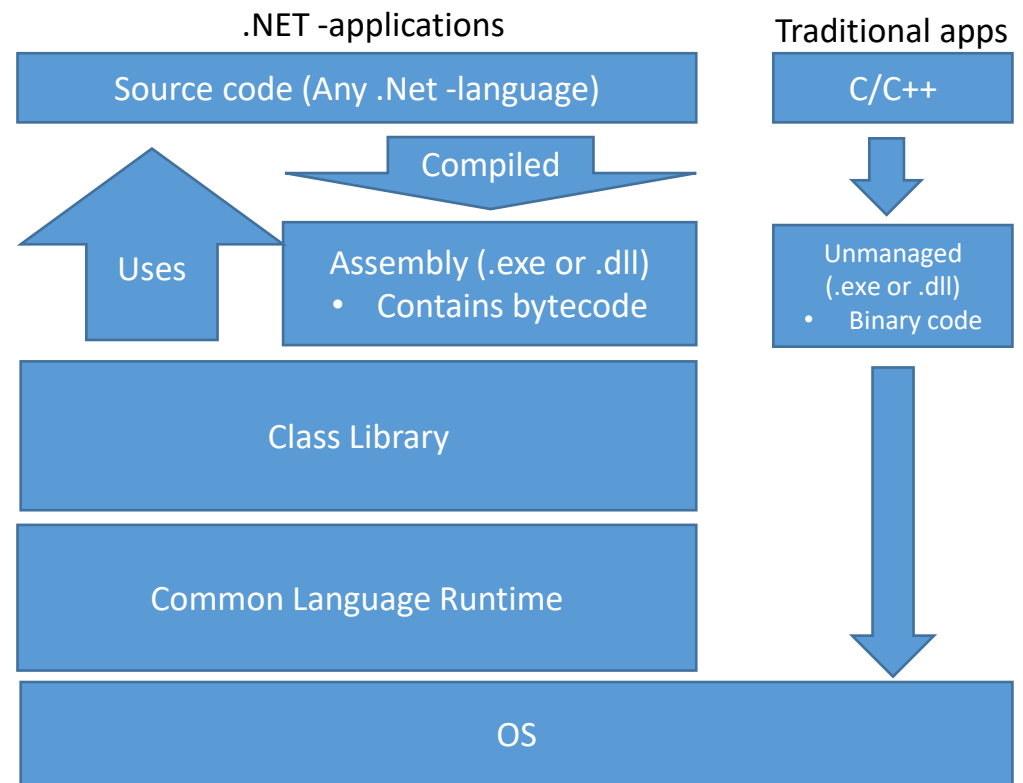 .NET -applications
Traditional apps
Source code (Any .Net -language)
C/C++
Compiled
Uses
Assembly (.exe or .dll)
• Contains bytecode
Unmanaged
(.exe or .dll)
• Binary code
Class Library
Common Language Runtime
OS